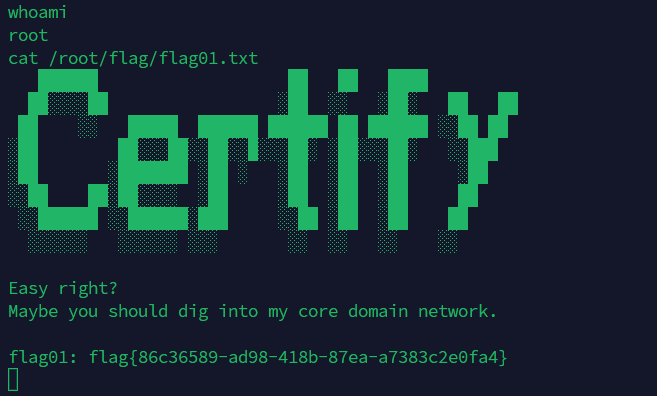 whoami
root
cat /root/flag/flag01.txt
Certify
Easy right?
Maybe you should dig into my core domain network.
flag01: flag{86c36589-ad98-418b-87ea-a7383c2e0fa4}